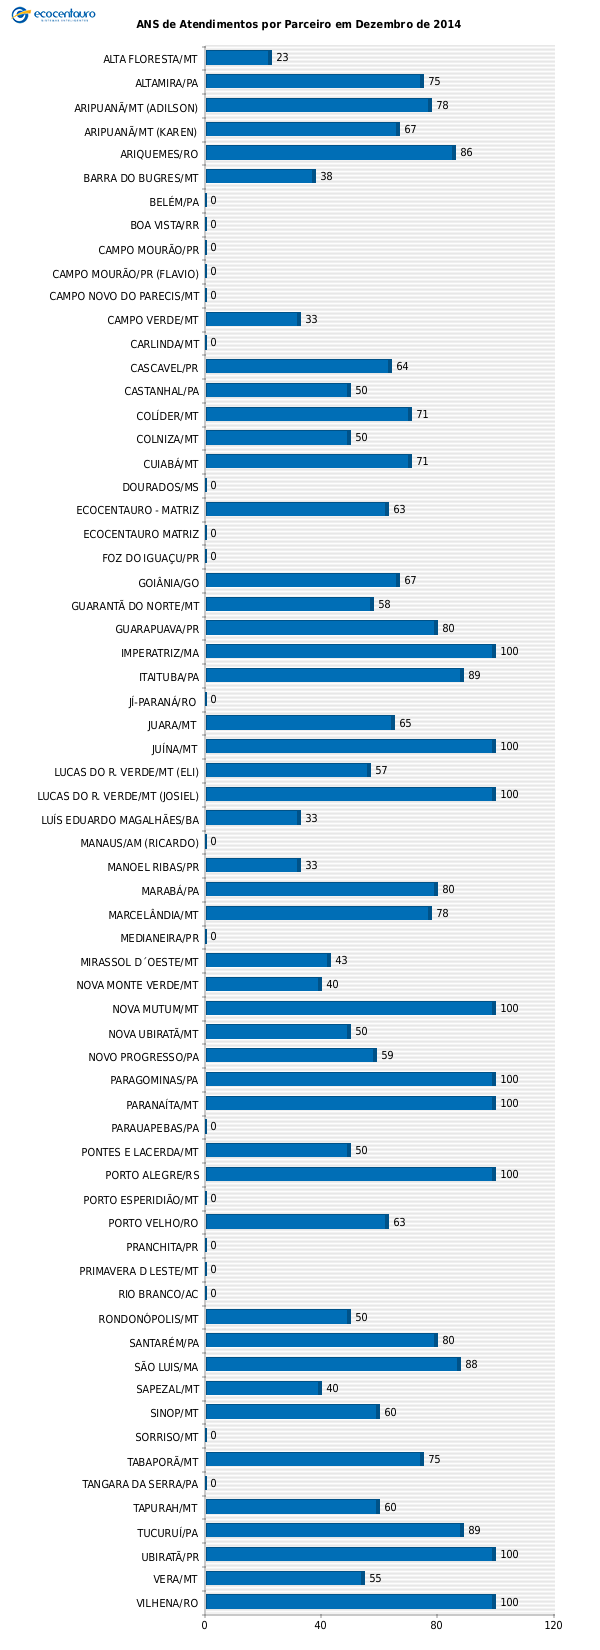 ecocentauro
ANS de Atendimentos por Parceiro em Dezembro de 2014
ALTA FLORESTA/MT 23
ALTAMIRA/PA 75
ARIPUANÃ/MT (ADILSON) 78
ARIPUANÃ/MT (KAREN) 67
ARIQUEMES/RO 86
BARRA DO BUGRES/MT 38
BELÉM/PA 0
BOA VISTA/RR 0
CAMPO MOURÃO/PR 0
CAMPO MOURÃO/PR (FLAVIO) 0
CAMPO NOVO DO PARECIS/MT 0
CAMPO VERDE/MT 33
CARLINDA/MT 0
CASCAVEL/PR 64
CASTANHAL/PA 50
COLÍDER/MT 71
COLNIZA/MT 50
CUIABÁ/MT 71
DOURADOS/MS 0
ECOCENTAURO - MATRIZ 63
ECOCENTAURO MATRIZ 0
FOZ DO IGUAÇU/PR 0
GOIÂNIA/GO 67
GUARANTÃ DO NORTE/MT 58
GUARAPUAVA/PR 80
IMPERATRIZ/MA 100
ITAITUBA/PA 89
JÍ-PARANÁ/RO 0
JUARA/MT 65
JUÍNA/MT 100
LUCAS DO R. VERDE/MT (ELI) 57
LUCAS DO R. VERDE/MT (JOSIEL) 100
LUÍS EDUARDO MAGALHÃES/BA 33
MANAUS/AM (RICARDO) 0
MANOEL RIBAS/PR 33
MARABÁ/PA 80
MARCELÂNDIA/MT 78
MEDIANEIRA/PR 0
MIRASSOL D´OESTE/MT 43
NOVA MONTE VERDE/MT 40
NOVA MUTUM/MT 100
NOVA UBIRATÃ/MT 50
NOVO PROGRESSO/PA 59
PARAGOMINAS/PA 100
PARANAÍTA/MT 100
PARAUAPEBAS/PA 0
PONTES E LACERDA/MT 50
PORTO ALEGRE/RS 100
PORTO ESPERIDIÃO/MT 0
PORTO VELHO/RO 63
PRANCHITA/PR 0
PRIMAVERA D LESTE/MT 0
RIO BRANCO/AC 0
RONDONÓPOLIS/MT 50
SANTARÉM/PA 80
SÃO LUIS/MA 88
SAPEZAL/MT 40
SINOP/MT 60
SORRISO/MT 0
TABAPORÃ/MT 75
TANGARA DA SERRA/PA 0
TAPURAH/MT 60
TUCURUÍ/PA 89
UBIRATÃ/PR 100
VERA/MT 55
VILHENA/RO 100
0 40 80 120